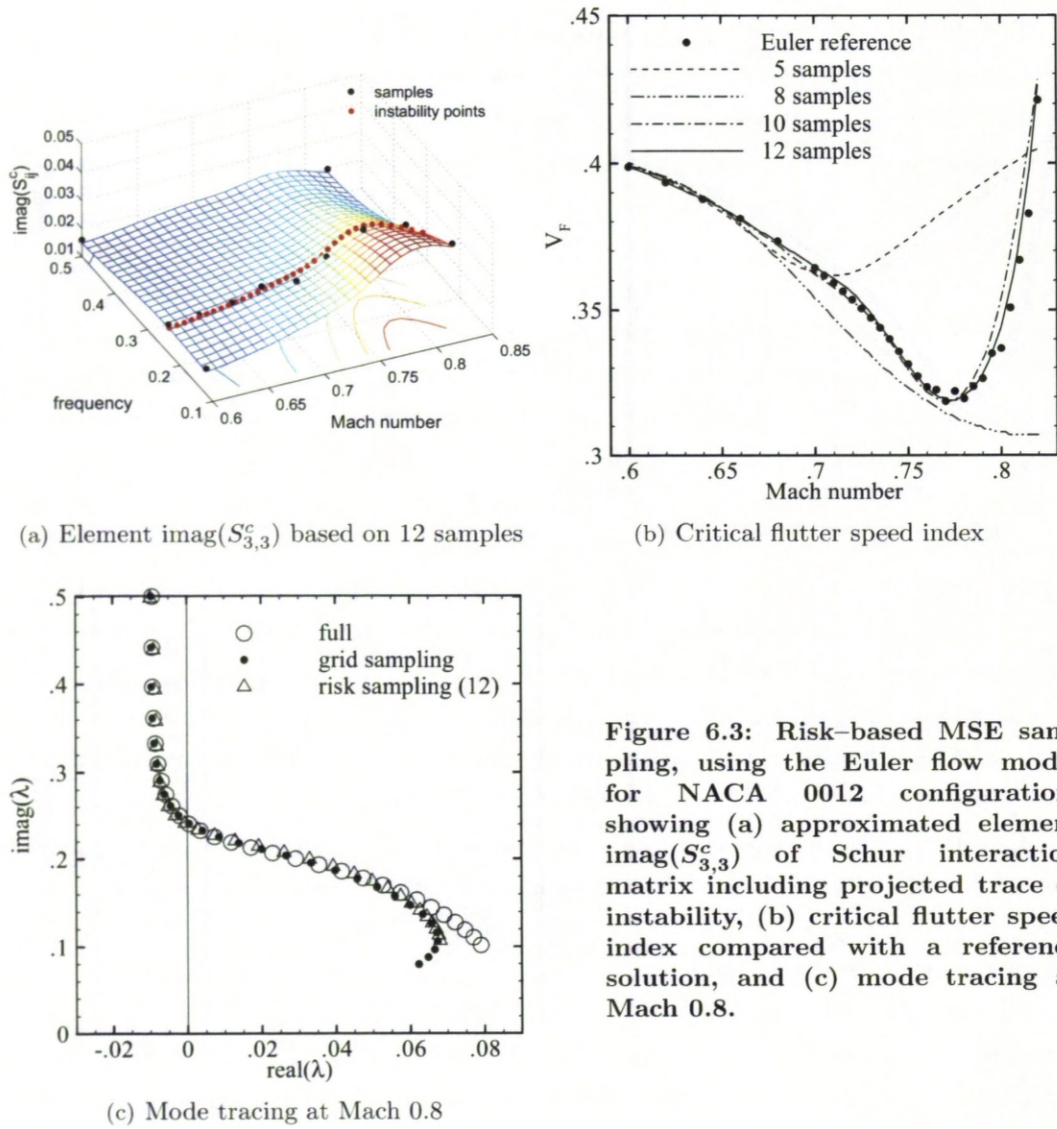 samples
instability points
imag(S^c_ij)
0.05
0.04
0.03
0.02
0.01
0.5
0.4
0.3
0.2
0.1
frequency
0.6
0.65
0.7
0.75
0.8
0.85
Mach number
(a) Element imag(S^c_{3,3}) based on 12 samples
.45
.4
.35
.3
V_F
Euler reference
5 samples
8 samples
10 samples
12 samples
.6
.65
.7
.75
.8
Mach number
(b) Critical flutter speed index
.5
.4
.3
.2
.1
0
imag(λ)
full
grid sampling
risk sampling (12)
-.02
0
.02
.04
.06
.08
real(λ)
(c) Mode tracing at Mach 0.8
Figure 6.3: Risk–based MSE sam
pling, using the Euler flow mod
for NACA 0012 configuration
showing (a) approximated elemen
imag(S^c_{3,3}) of Schur interactio
matrix including projected trace
instability, (b) critical flutter spee
index compared with a referenc
solution, and (c) mode tracing a
Mach 0.8.